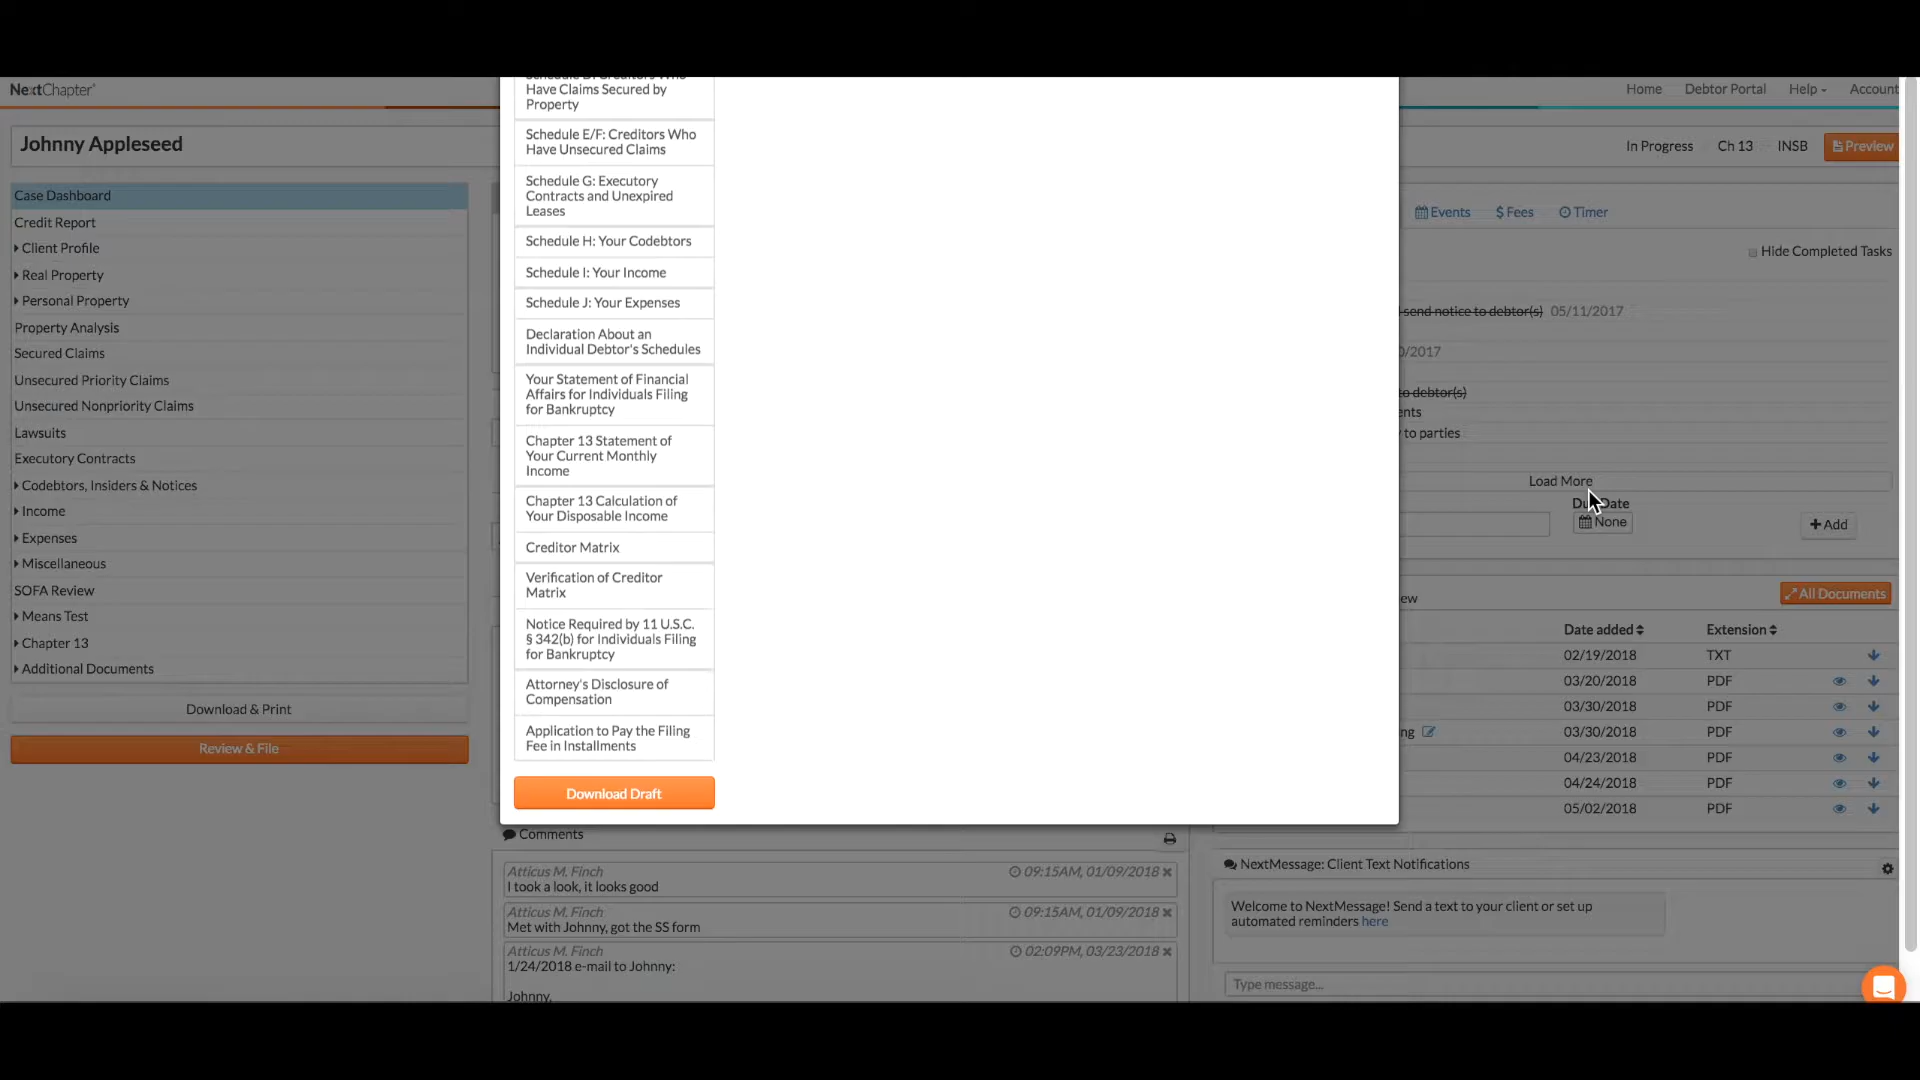 NextChapter
Home
Debtor Portal
Help
Account
Johnny Appleseed
In Progress
Ch 13
INSB
Preview
Case Dashboard
Credit Report
Client Profile
Real Property
Personal Property
Property Analysis
Secured Claims
Unsecured Priority Claims
Unsecured Nonpriority Claims
Lawsuits
Executory Contracts
Codebtors, Insiders & Notices
Income
Expenses
Miscellaneous
SOFA Review
Means Test
Chapter 13
Additional Documents
Download & Print
Review & File
Schedule D: Creditors Who
Have Claims Secured by
Property
Schedule E/F: Creditors Who
Have Unsecured Claims
Schedule G: Executory
Contracts and Unexpired
Leases
Schedule H: Your Codebtors
Schedule I: Your Income
Schedule J: Your Expenses
Declaration About an
Individual Debtor's Schedules
Your Statement of Financial
Affairs for Individuals Filing
for Bankruptcy
Chapter 13 Statement of
Your Current Monthly
Income
Chapter 13 Calculation of
Your Disposable Income
Creditor Matrix
Verification of Creditor
Matrix
Notice Required by 11 U.S.C.
§ 342(b) for Individuals Filing
for Bankruptcy
Attorney's Disclosure of
Compensation
Application to Pay the Filing
Fee in Installments
Download Draft
Events
$ Fees
Timer
Hide Completed Tasks
send notice to debtor(s) 05/11/2017
0/2017
to debtor(s)
ents
to parties
Load More
Date
None
+ Add
ew
All Documents
Date added
Extension
02/19/2018 TXT
03/20/2018 PDF
03/30/2018 PDF
ng 03/30/2018 PDF
04/23/2018 PDF
04/24/2018 PDF
05/02/2018 PDF
Comments
Atticus M. Finch 09:15AM, 01/09/2018
I took a look, it looks good
Atticus M. Finch 09:15AM, 01/09/2018
Met with Johnny, got the SS form
Atticus M. Finch 02:09PM, 03/23/2018
1/24/2018 e-mail to Johnny:
Johnny,
NextMessage: Client Text Notifications
Welcome to NextMessage! Send a text to your client or set up
automated reminders here
Type message...